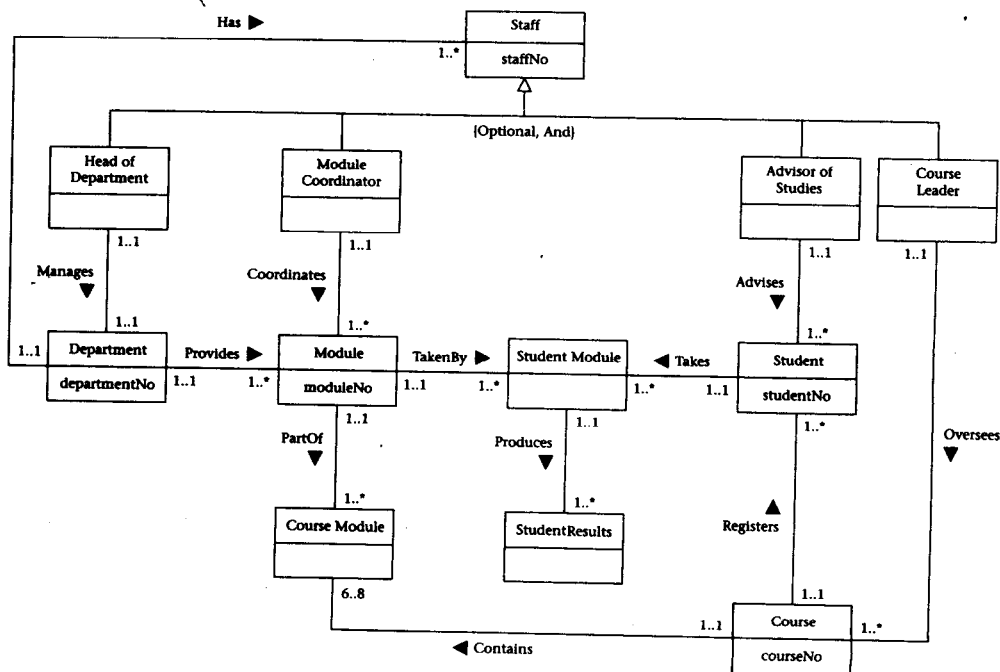 Has ▶
Staff
1..*
staffNo
{Optional, And}
Head of
Department
Module
Coordinator
Advisor of
Studies
Course
Leader
1..1
1..1
1..1
1..1
Manages
▼
Coordinates
▼
Advises
▼
1..1
1..*
1..*
1..1
Department
departmentNo
Provides ▶
1..1
1..*
Module
moduleNo
TakenBy ▶
1..1
1..*
Student Module
◀ Takes
1..*
1..1
Student
studentNo
1..1
1..1
1..*
PartOf
▼
Produces
▼
Oversees
▼
1..*
1..*
Course Module
StudentResults
▲
Registers
6..8
1..1
1..1
Course
1..*
courseNo
◀ Contains